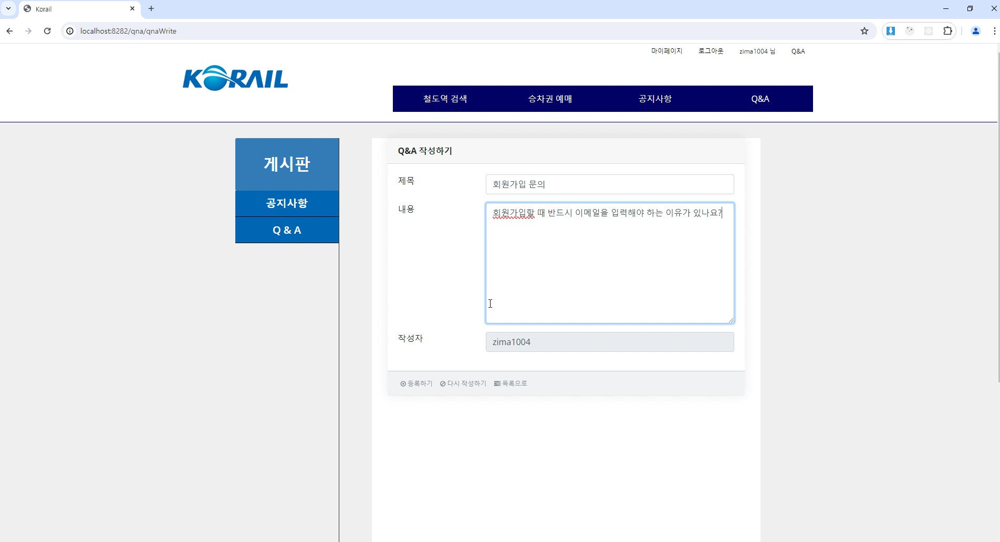 Korail
localhost:8282/qna/qnaWrite
마이페이지 로그아웃 zima1004 님 Q&A
KORAIL
철도역 검색 승차권 예매 공지사항 Q&A
게시판
공지사항
Q & A
Q&A 작성하기
제목 회원가입 문의
내용 회원가입할 때 반드시 이메일을 입력해야 하는 이유가 있나요?
작성자 zima1004
등록하기 다시 작성하기 목록으로